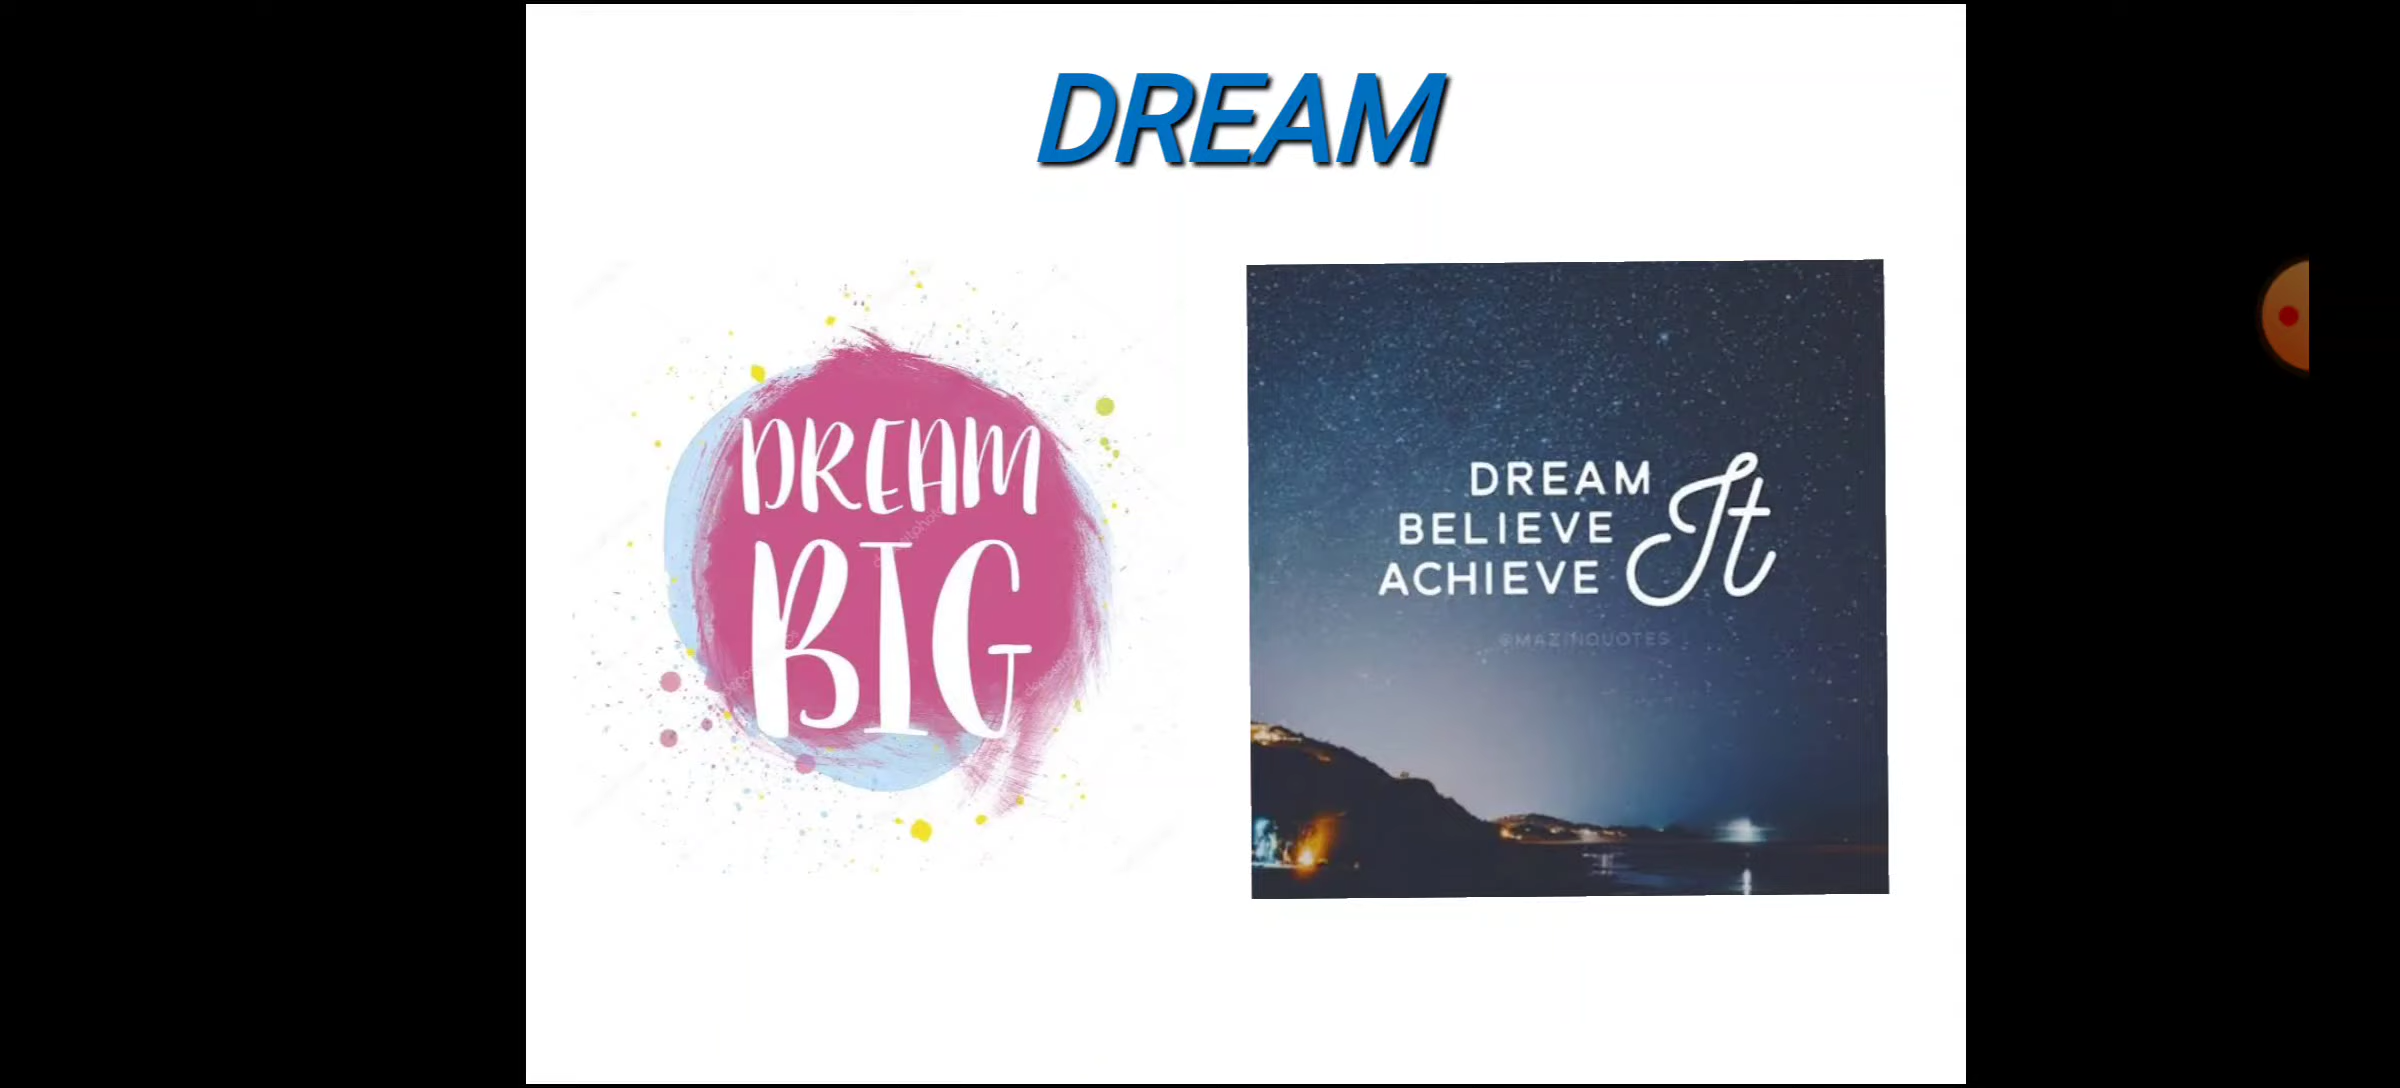 DREAM
DREAM
BIG
DREAM
BELIEVE It
ACHIEVE
@MAZINQUOTES